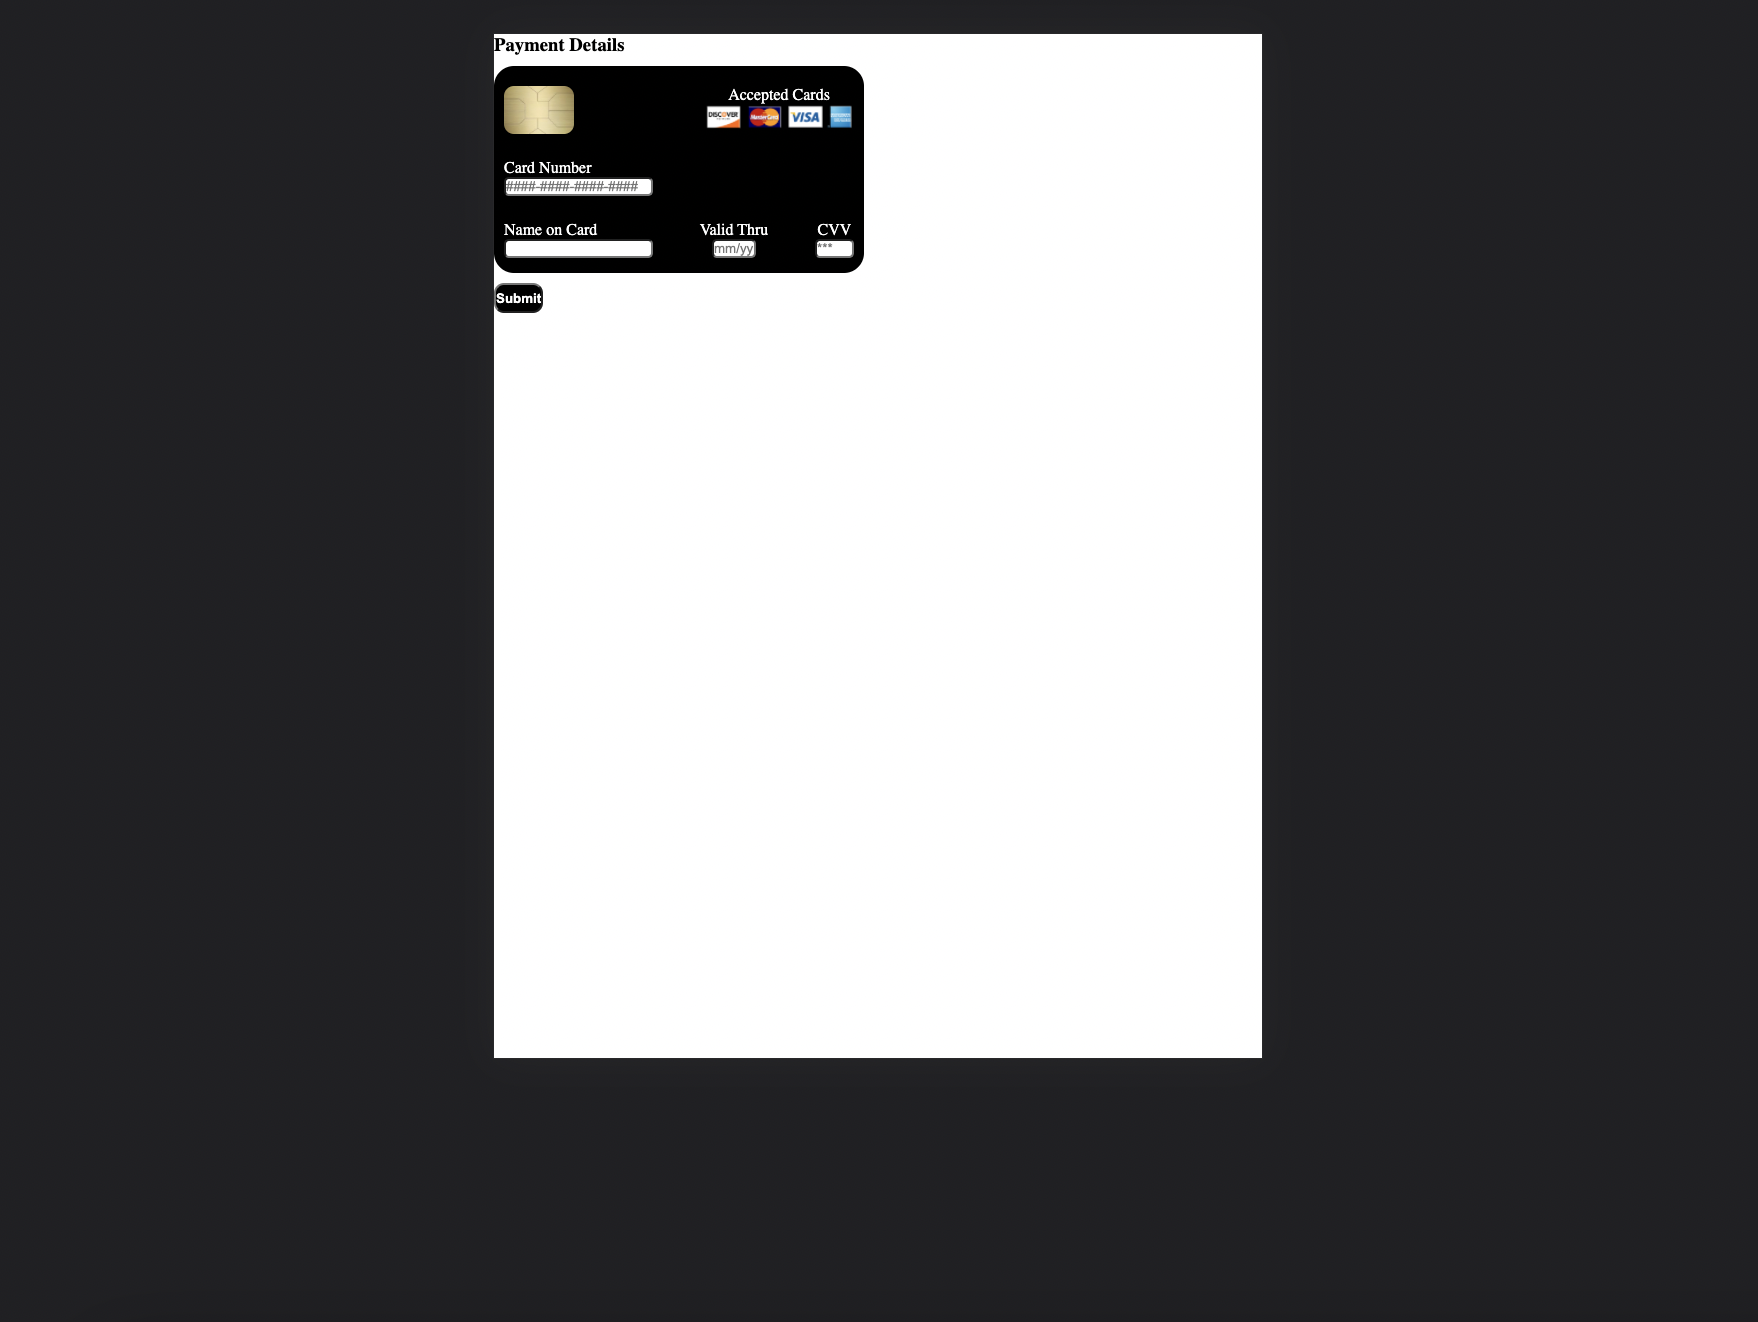 Payment Details
Accepted Cards
DISCOVER MasterCard VISA
Card Number
####-####-####-####
Name on Card Valid Thru CVV
mm/yy ***
Submit